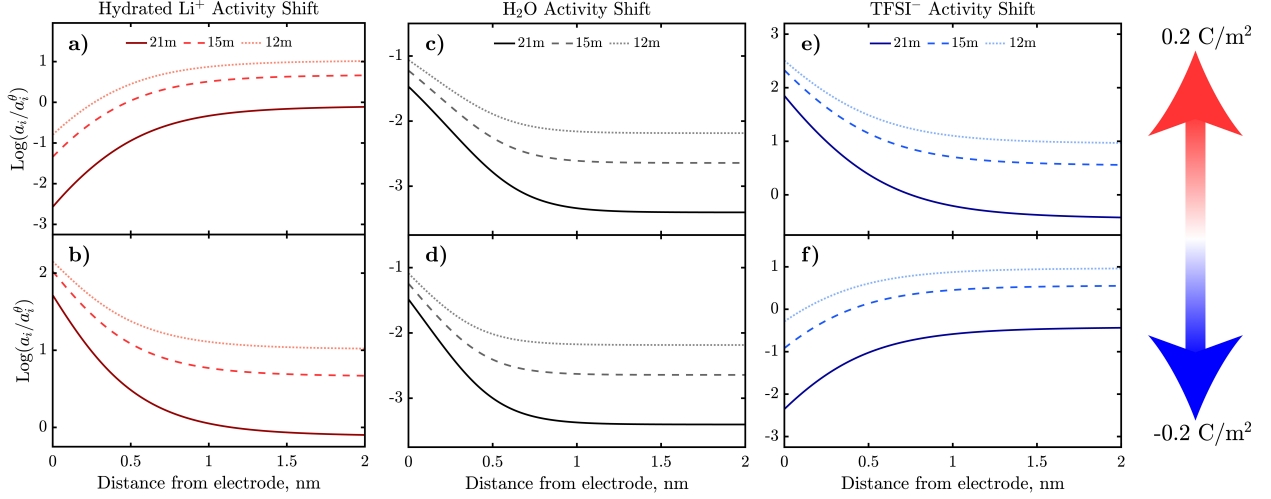 Hydrated Li⁺ Activity Shift
H₂O Activity Shift
TFSI⁻ Activity Shift
a)
21m 15m 12m
1
0
-1
-2
-3
Log(aᵢ/aᵢᶿ)
c)
21m 15m 12m
-1
-2
-3
e)
21m 15m 12m
3
2
1
0
0.2 C/m²
b)
2
1
0
Log(aᵢ/aᵢᶿ)
0 0.5 1 1.5 2
Distance from electrode, nm
d)
-1
-2
-3
0 0.5 1 1.5 2
Distance from electrode, nm
f)
1
0
-1
-2
-3
0 0.5 1 1.5 2
Distance from electrode, nm
-0.2 C/m²